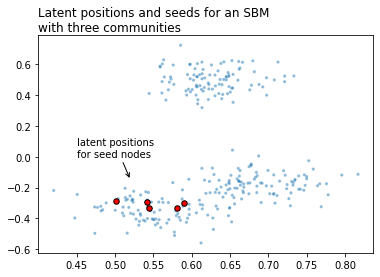 Latent positions and seeds for an SBM
with three communities
0.6
0.4
0.2
0.0
−0.2
−0.4
−0.6
latent positions
for seed nodes
0.45 0.50 0.55 0.60 0.65 0.70 0.75 0.80